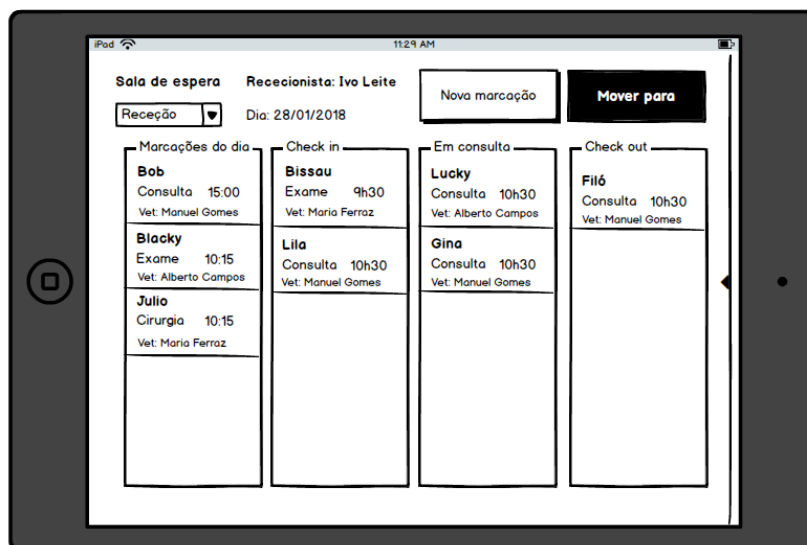 iPad 11:29 AM
Sala de espera Rececionista: Ivo Leite
Nova marcação Mover para
Receção Dia: 28/01/2018
Marcações do dia
Bob
Consulta 15:00
Vet: Manuel Gomes
Blacky
Exame 10:15
Vet: Alberto Campos
Julio
Cirurgia 10:15
Vet: Maria Ferraz
Check in
Bissau
Exame 9h30
Vet: Maria Ferraz
Lila
Consulta 10h30
Vet: Manuel Gomes
Em consulta
Lucky
Consulta 10h30
Vet: Alberto Campos
Gina
Consulta 10h30
Vet: Manuel Gomes
Check out
Filó
Consulta 10h30
Vet: Manuel Gomes